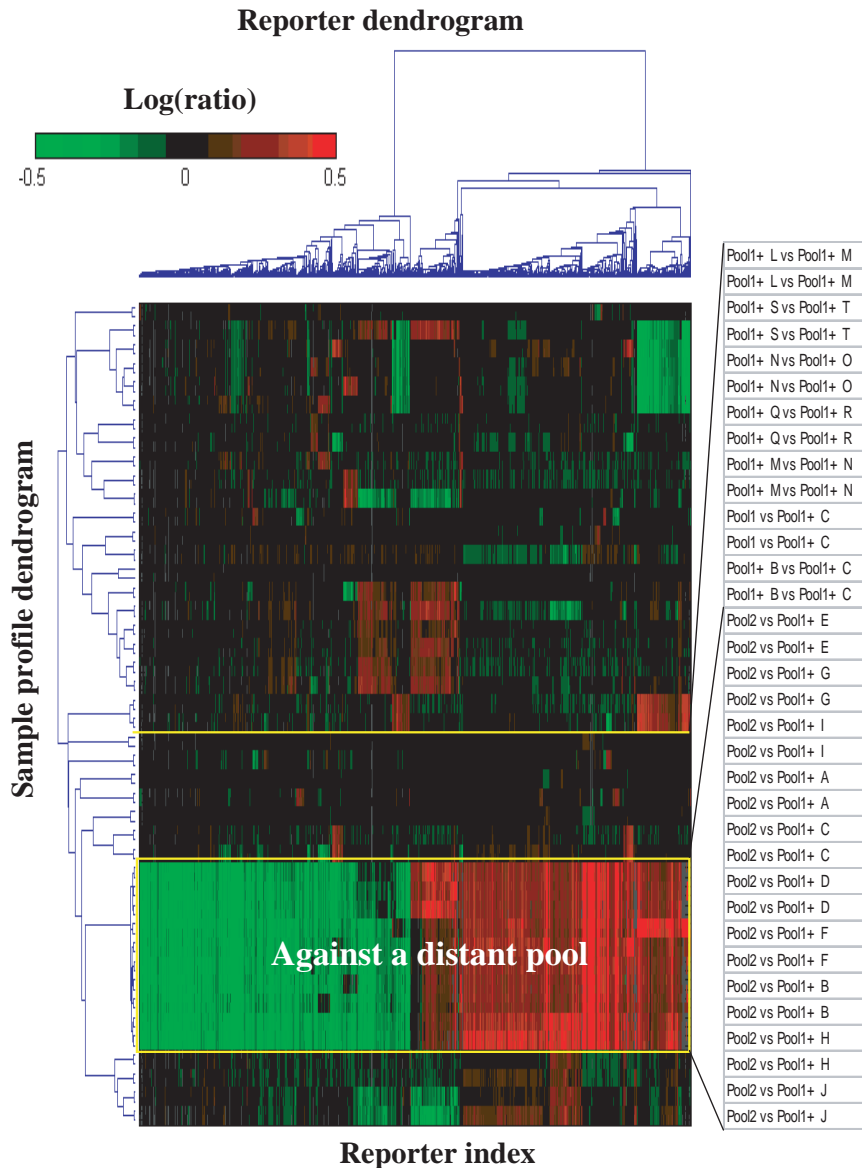 Reporter dendrogram
Log(ratio)
-0.5 0 0.5
Sample profile dendrogram
Pool1+ L vs Pool1+ M
Pool1+ L vs Pool1+ M
Pool1+ S vs Pool1+ T
Pool1+ S vs Pool1+ T
Pool1+ N vs Pool1+ O
Pool1+ N vs Pool1+ O
Pool1+ Q vs Pool1+ R
Pool1+ Q vs Pool1+ R
Pool1+ M vs Pool1+ N
Pool1+ M vs Pool1+ N
Pool1 vs Pool1+ C
Pool1 vs Pool1+ C
Pool1+ B vs Pool1+ C
Pool1+ B vs Pool1+ C
Pool2 vs Pool1+ E
Pool2 vs Pool1+ E
Pool2 vs Pool1+ G
Pool2 vs Pool1+ G
Pool2 vs Pool1+ I
Pool2 vs Pool1+ I
Pool2 vs Pool1+ A
Pool2 vs Pool1+ A
Pool2 vs Pool1+ C
Pool2 vs Pool1+ C
Pool2 vs Pool1+ D
Pool2 vs Pool1+ D
Pool2 vs Pool1+ F
Pool2 vs Pool1+ F
Pool2 vs Pool1+ B
Pool2 vs Pool1+ B
Pool2 vs Pool1+ H
Pool2 vs Pool1+ H
Pool2 vs Pool1+ J
Pool2 vs Pool1+ J
Against a distant pool
Reporter index